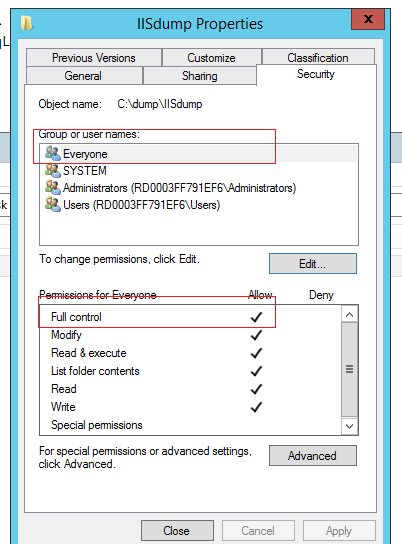 IISdump Properties
x
Previous Versions Customize Classification
General Sharing Security
Object name: C:\dump\IISdump
Group or user names:
Everyone
SYSTEM
Administrators (RD0003FF791EF6\Administrators)
Users (RD0003FF791EF6\Users)
To change permissions, click Edit. Edit...
Permissions for Everyone Allow Deny
Full control
Modify
Read & execute
List folder contents
Read
Write
Special permissions
For special permissions or advanced settings, Advanced
click Advanced.
Close Cancel Apply